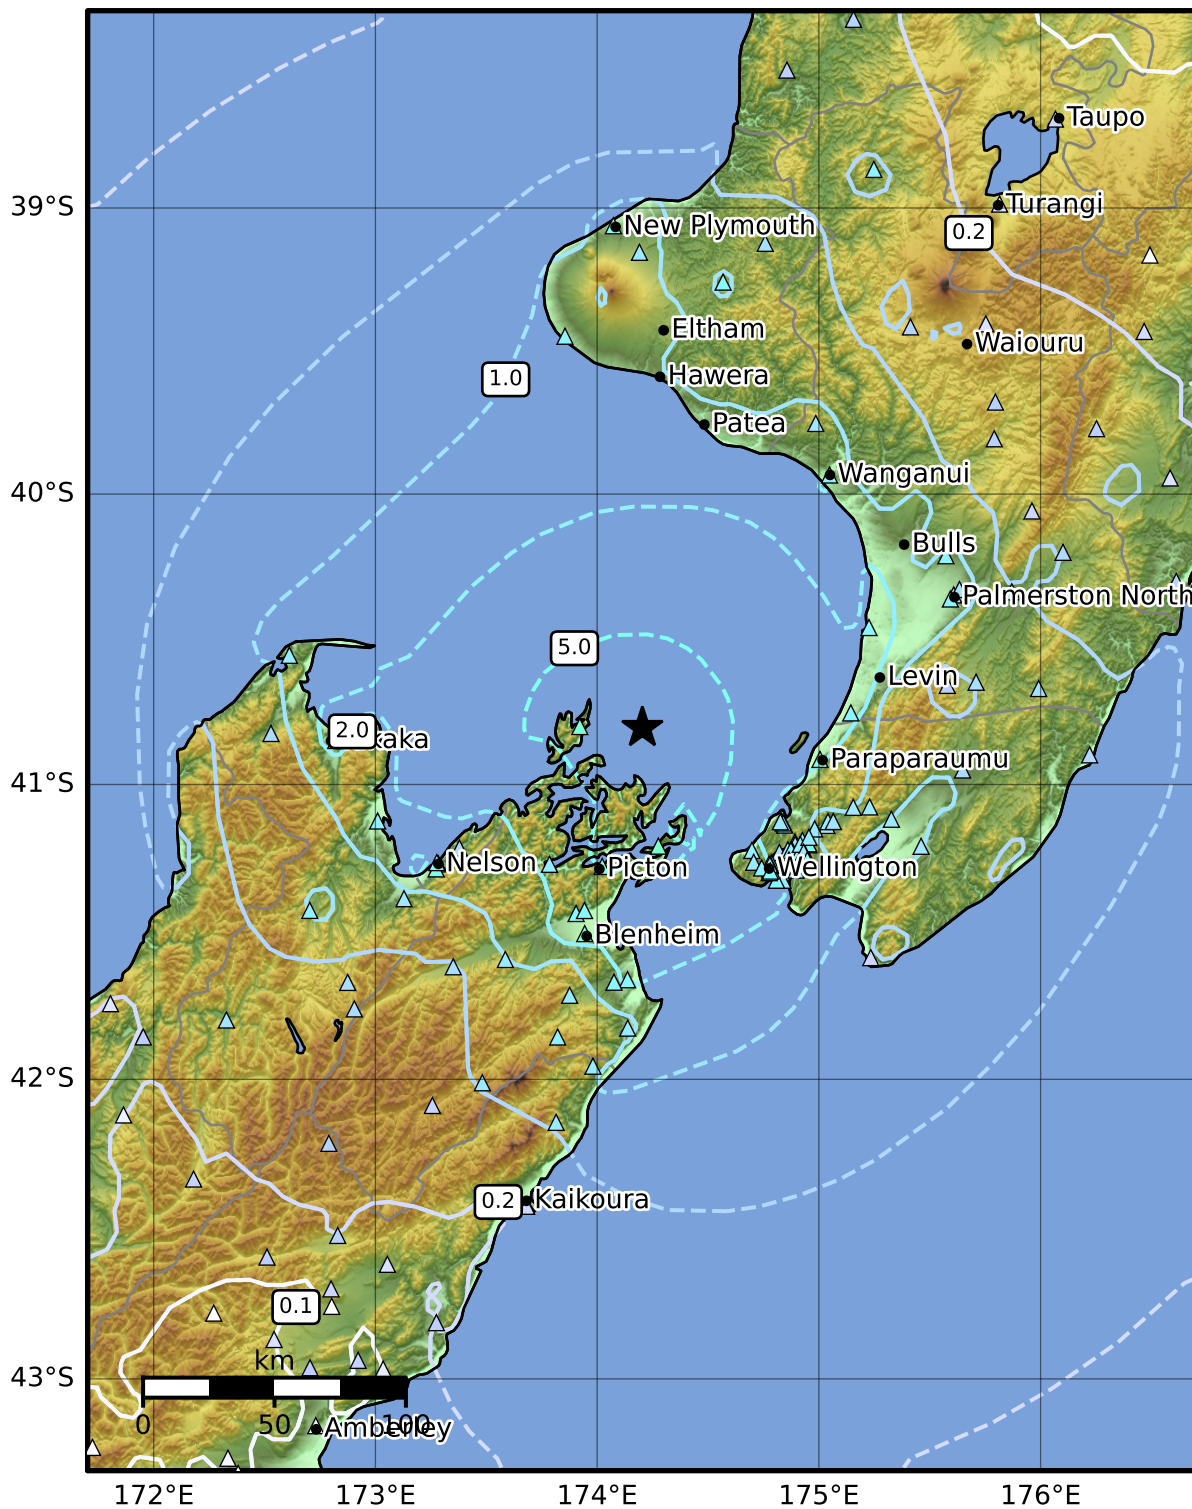 Taupo
39°S
Turangi
New Plymouth
0.2
Eltham
Waiouru
1.0
Hawera
Patea
Wanganui
40°S
Bulls
Palmerston North
5.0
Levin
2.0
kaka
Paraparaumu
41°S
Nelson
Picton
Wellington
Blenheim
42°S
0.2
Kaikoura
0.1
km
43°S
0 50 100
Amberley
172°E 173°E 174°E 175°E 176°E